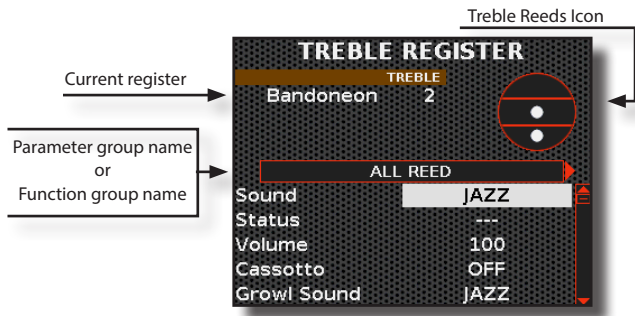 Treble Reeds Icon
TREBLE REGISTER
Current register
TREBLE
Bandoneon 2
Parameter group name
or
Function group name
ALL REED
Sound JAZZ
Status ---
Volume 100
Cassotto OFF
Growl Sound JAZZ